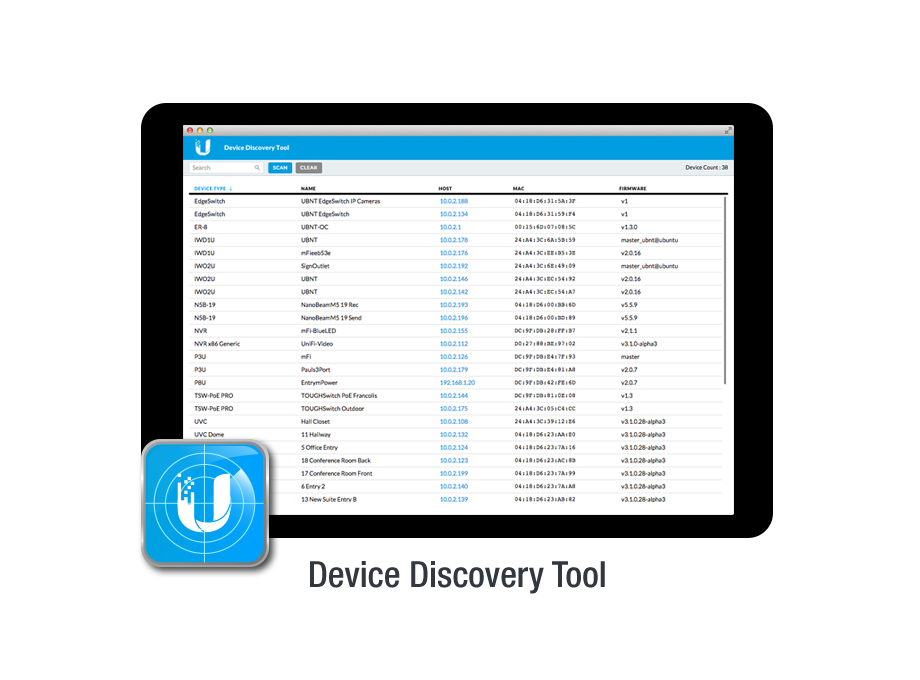 Device Discovery Tool
Search SCAN CLEAR Device Count : 38
DEVICE TYPE ↓ NAME HOST MAC FIRMWARE
EdgeSwitch UBNT EdgeSwitch IP Cameras 10.0.2.188 04:18:D6:31:5A:3F v1
EdgeSwitch UBNT EdgeSwitch 10.0.2.134 04:18:D6:31:59:F4 v1
ER-8 UBNT-OC 10.0.2.1 00:15:6D:07:08:5C v1.3.0
IWD1U UBNT 10.0.2.178 24:A4:3C:6A:5B:59 master_ubnt@ubuntu
IWD1U mFieeb53e 10.0.2.176 24:A4:3C:EE:B5:3E v2.0.16
IWO2U SignOutlet 10.0.2.192 24:A4:3C:6E:49:09 master_ubnt@ubuntu
IWO2U UBNT 10.0.2.146 24:A4:3C:EC:54:92 v2.0.16
IWO2U UBNT 10.0.2.142 24:A4:3C:EC:54:A7 v2.0.16
N5B-19 NanoBeamM5 19 Rec 10.0.2.193 04:18:D6:00:BB:6D v5.5.9
N5B-19 NanoBeamM5 19 Send 10.0.2.196 04:18:D6:00:BD:89 v5.5.9
NVR mFi-BlueLED 10.0.2.155 DC:9F:DB:28:FF:B7 v2.1.1
NVR x86 Generic UniFi-Video 10.0.2.112 D0:27:88:BE:97:02 v3.1.0-alpha3
P3U mFi 10.0.2.126 DC:9F:DB:E4:7F:93 master
P3U Pauls3Port 10.0.2.179 DC:9F:DB:E4:81:A8 v2.0.7
P8U EntrymPower 192.168.1.20 DC:9F:DB:42:FE:6D v2.0.7
TSW-PoE PRO TOUGHSwitch PoE Francolis 10.0.2.144 DC:9F:DB:81:0E:08 v1.3
TSW-PoE PRO TOUGHSwitch Outdoor 10.0.2.175 24:A4:3C:05:C4:CC v1.3
UVC Hall Closet 10.0.2.108 24:A4:3C:39:12:E6 v3.1.0.28-alpha3
UVC Dome 11 Hallway 10.0.2.132 04:18:D6:23:AA:E0 v3.1.0.28-alpha3
5 Office Entry 10.0.2.124 04:18:D6:23:7A:16 v3.1.0.28-alpha3
18 Conference Room Back 10.0.2.123 04:18:D6:23:AC:8B v3.1.0.28-alpha3
17 Conference Room Front 10.0.2.199 04:18:D6:23:7A:99 v3.1.0.28-alpha3
6 Entry 2 10.0.2.140 04:18:D6:23:7A:A8 v3.1.0.28-alpha3
13 New Suite Entry B 10.0.2.139 04:18:D6:23:AB:82 v3.1.0.28-alpha3
Device Discovery Tool